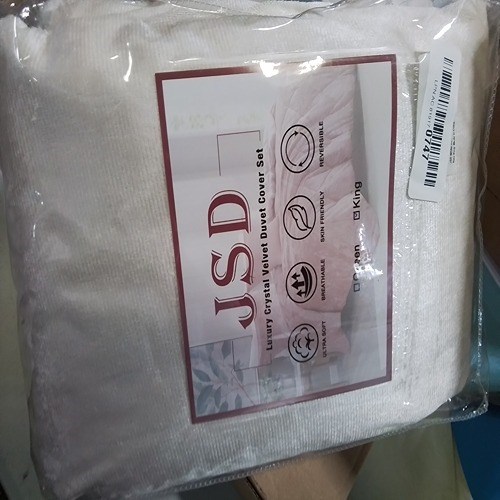 JSD
Luxury Crystal Velvet Duvet Cover Set
ULTRA SOFT
BREATHABLE
SKIN FRIENDLY
REVERSIBLE
Queen
King
0747